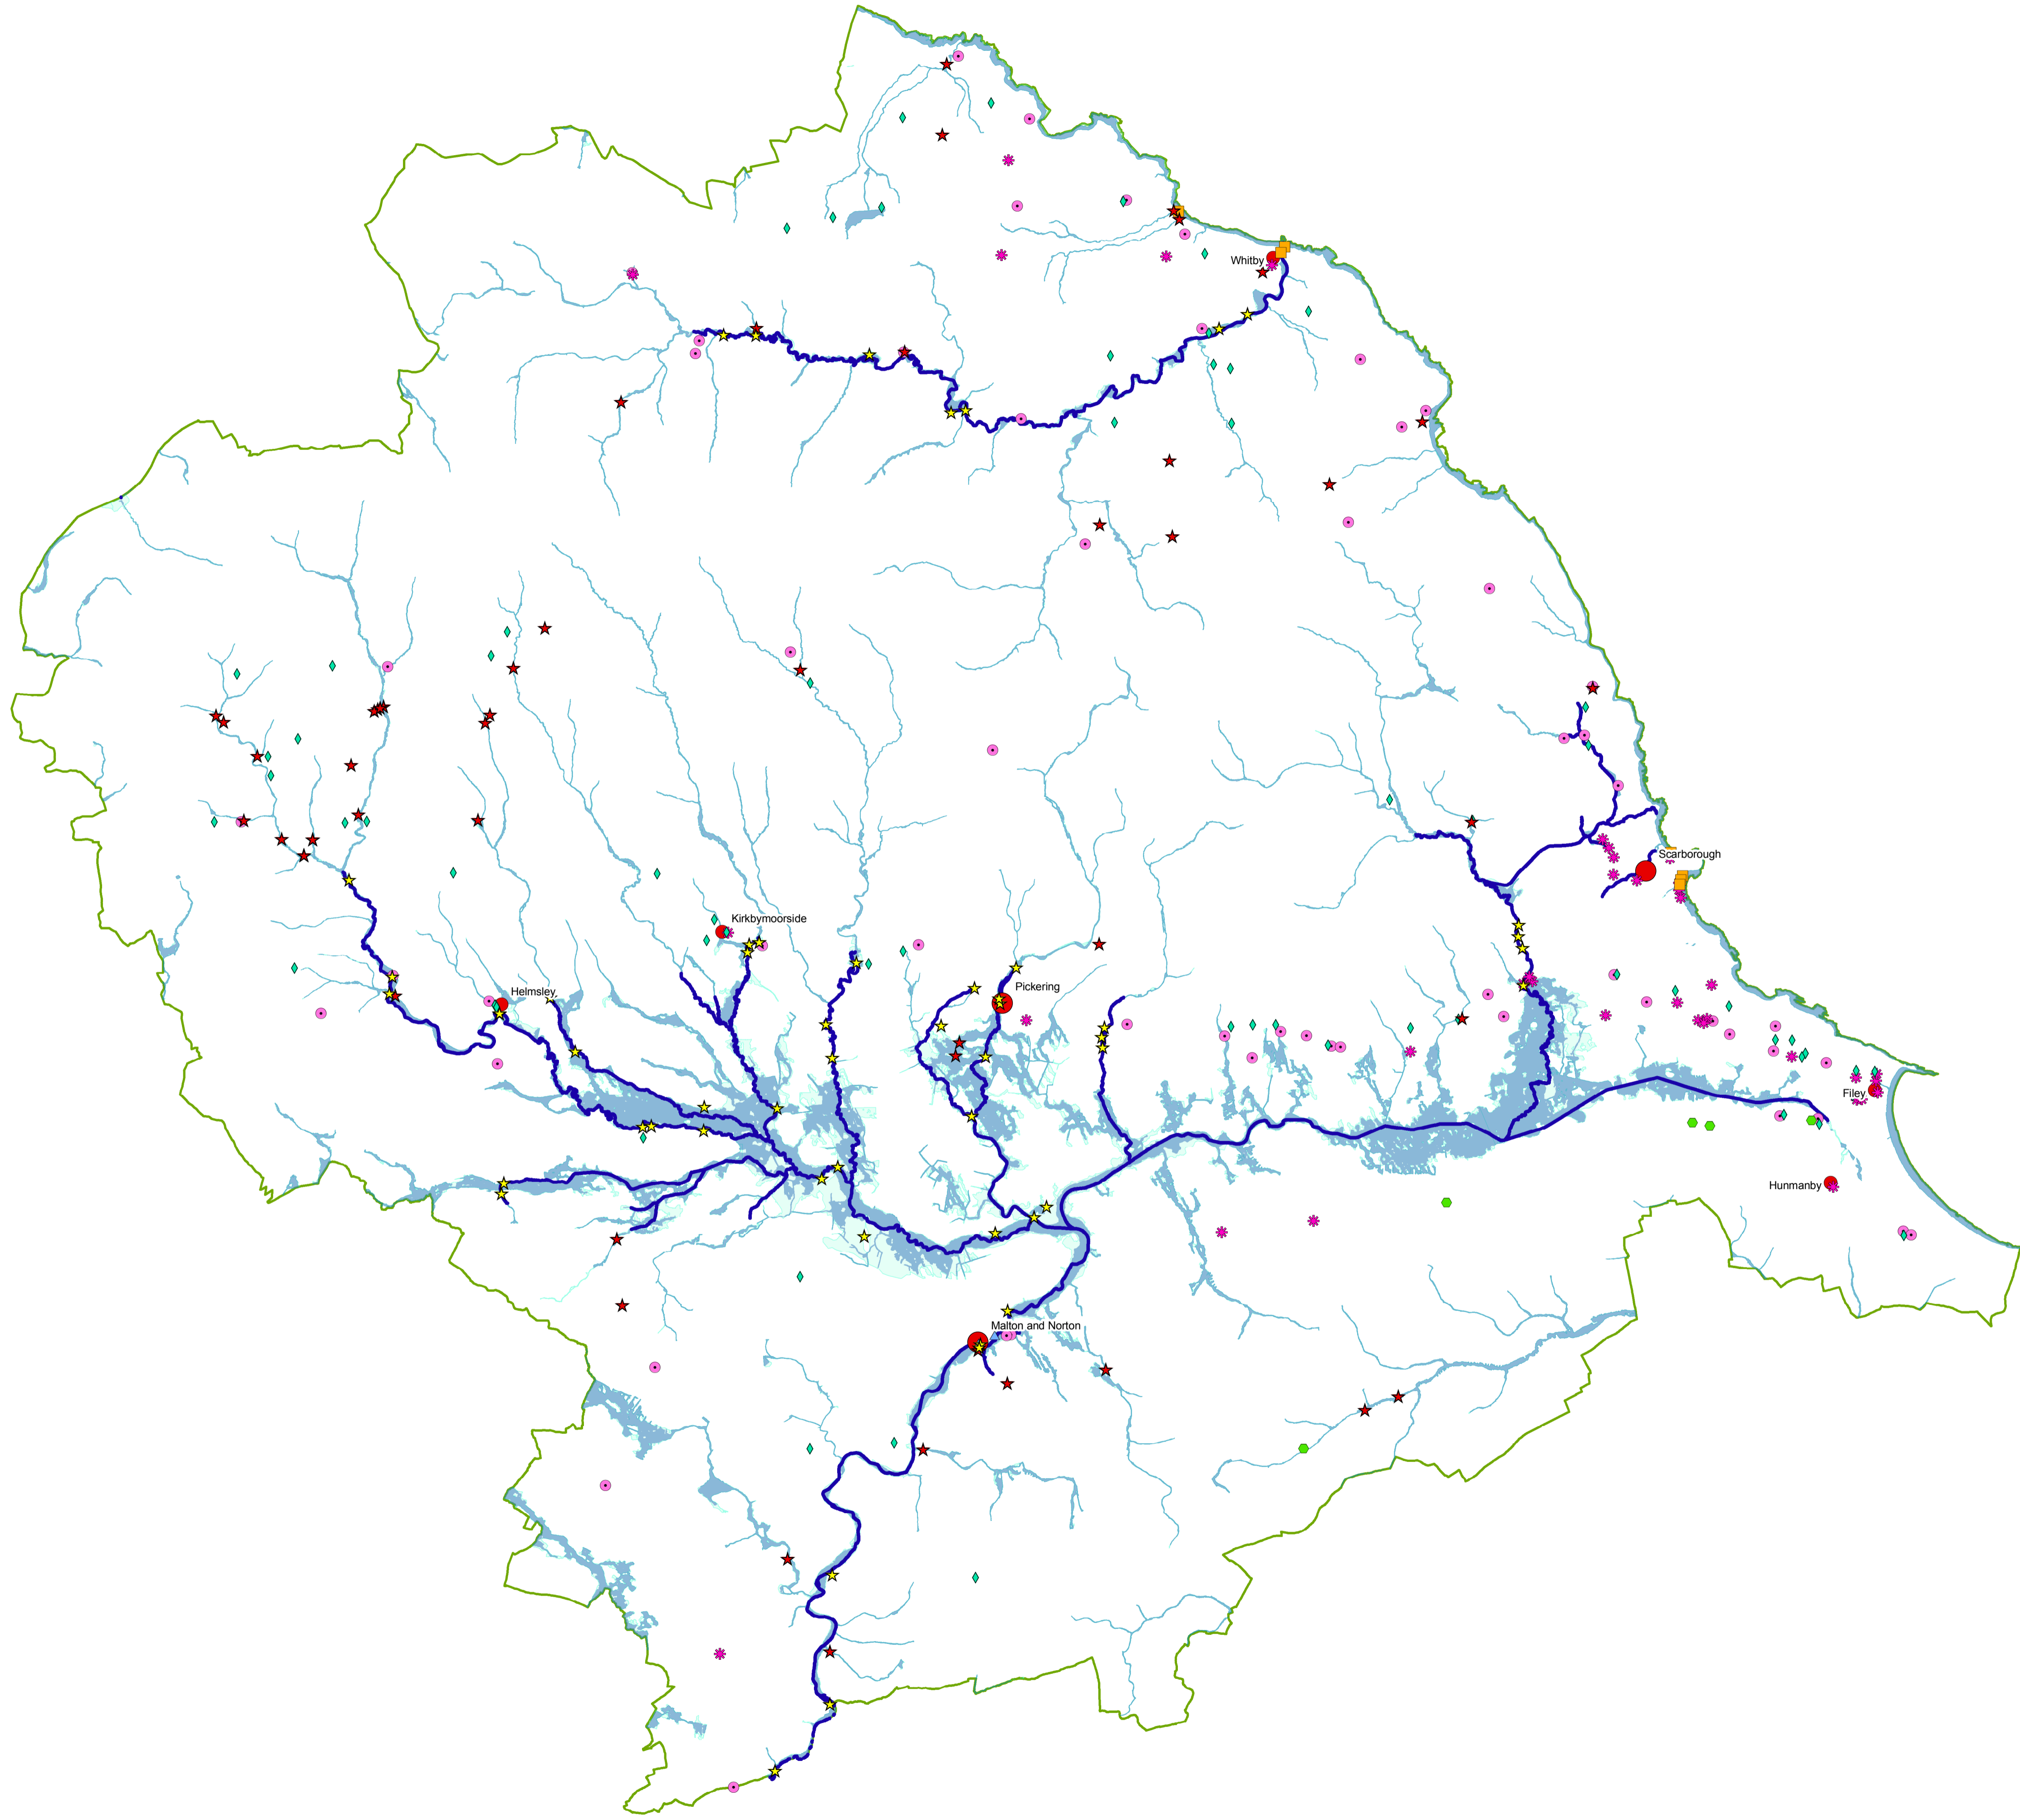 Whitby
Scarborough
Kirkbymoorside
Pickering
Helmsley
Filey
Hunmanby
Malton and Norton